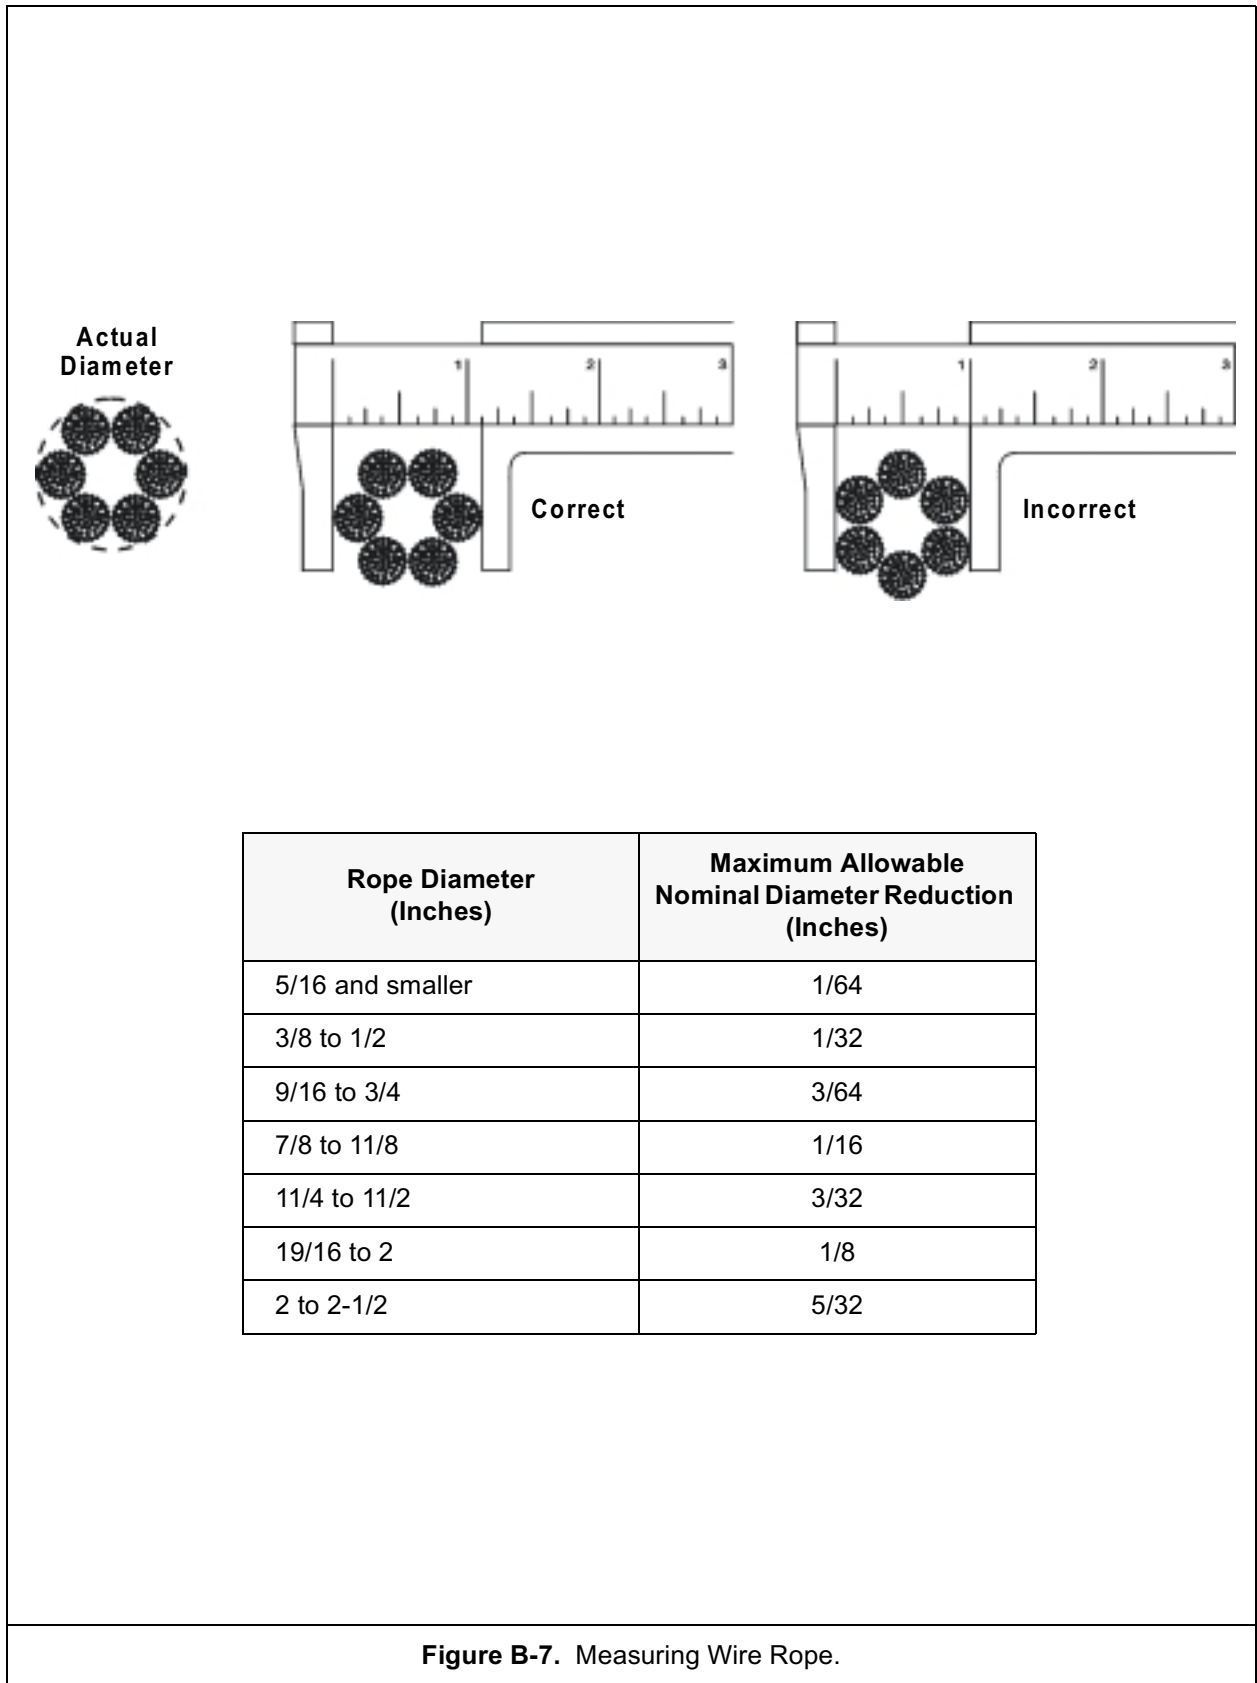 Actual
Diameter
1 2 3
Correct
1 2 3
Incorrect
Rope Diameter
(Inches)
Maximum Allowable
Nominal Diameter Reduction
(Inches)
5/16 and smaller 1/64
3/8 to 1/2 1/32
9/16 to 3/4 3/64
7/8 to 11/8 1/16
11/4 to 11/2 3/32
19/16 to 2 1/8
2 to 2-1/2 5/32
Figure B-7. Measuring Wire Rope.